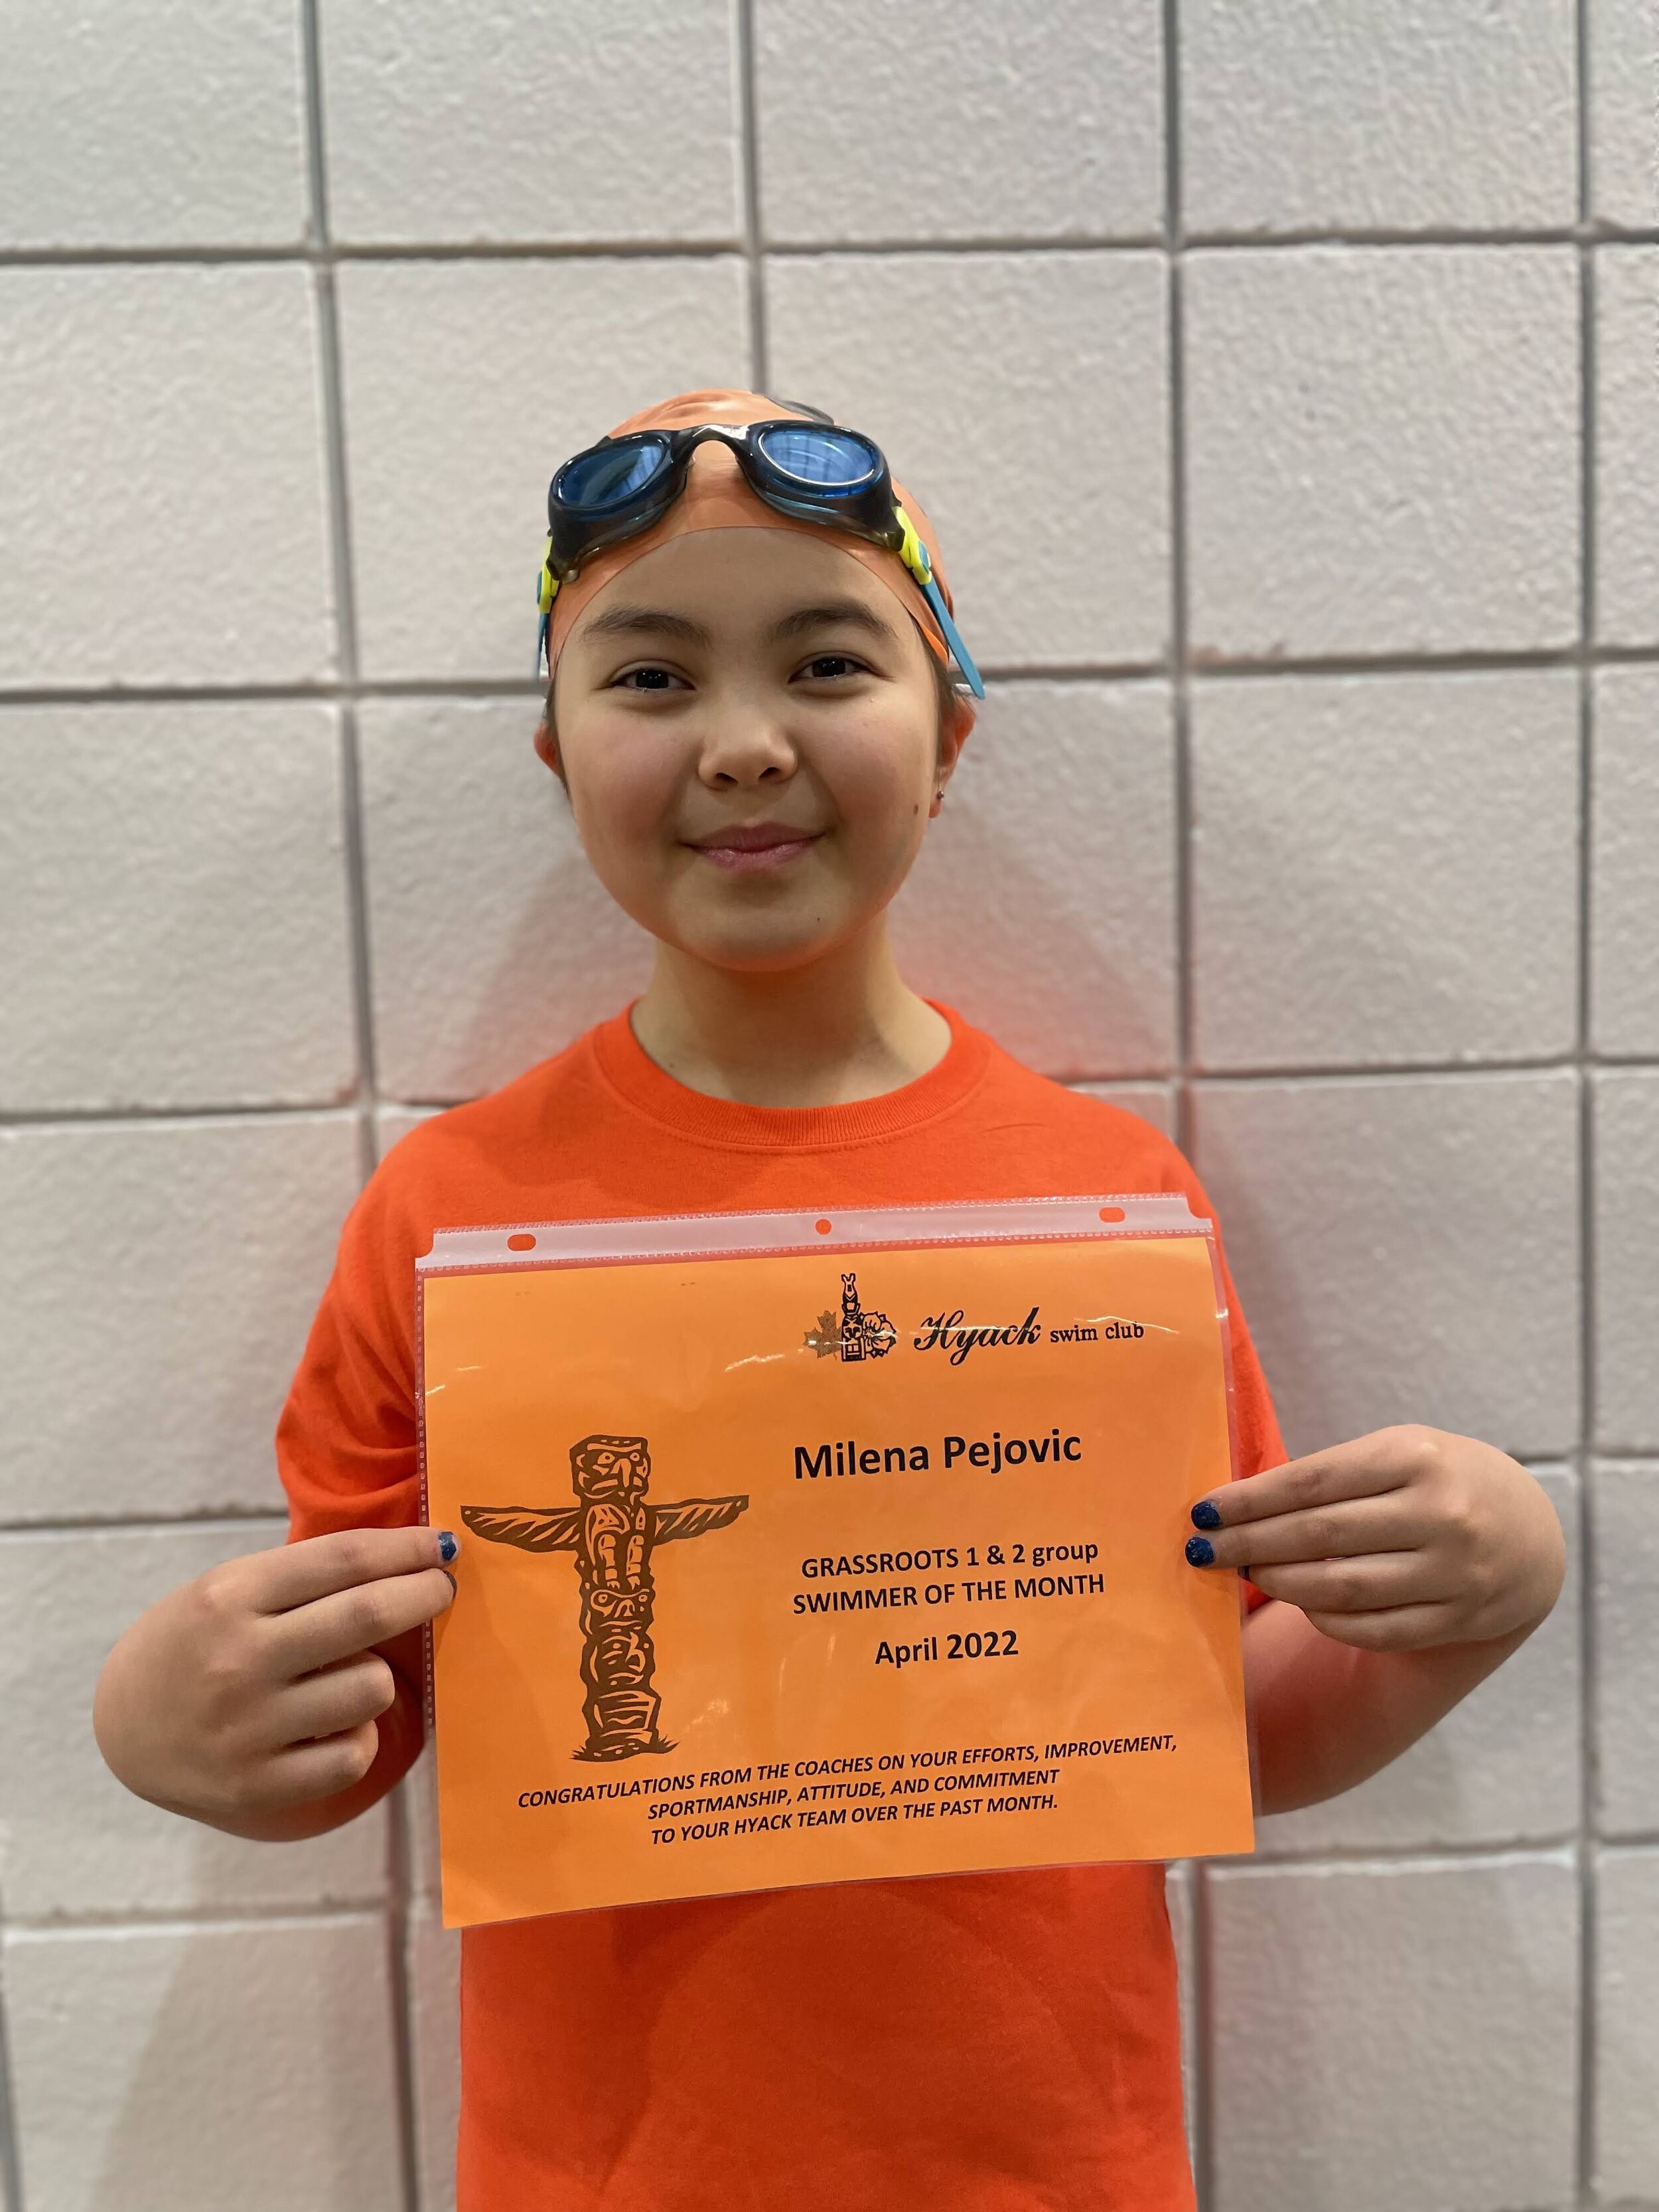 Hyack swim club
Milena Pejovic
GRASSROOTS 1 & 2 group
SWIMMER OF THE MONTH
April 2022
CONGRATULATIONS FROM THE COACHES ON YOUR EFFORTS, IMPROVEMENT,
SPORTMANSHIP, ATTITUDE, AND COMMITMENT
TO YOUR HYACK TEAM OVER THE PAST MONTH.